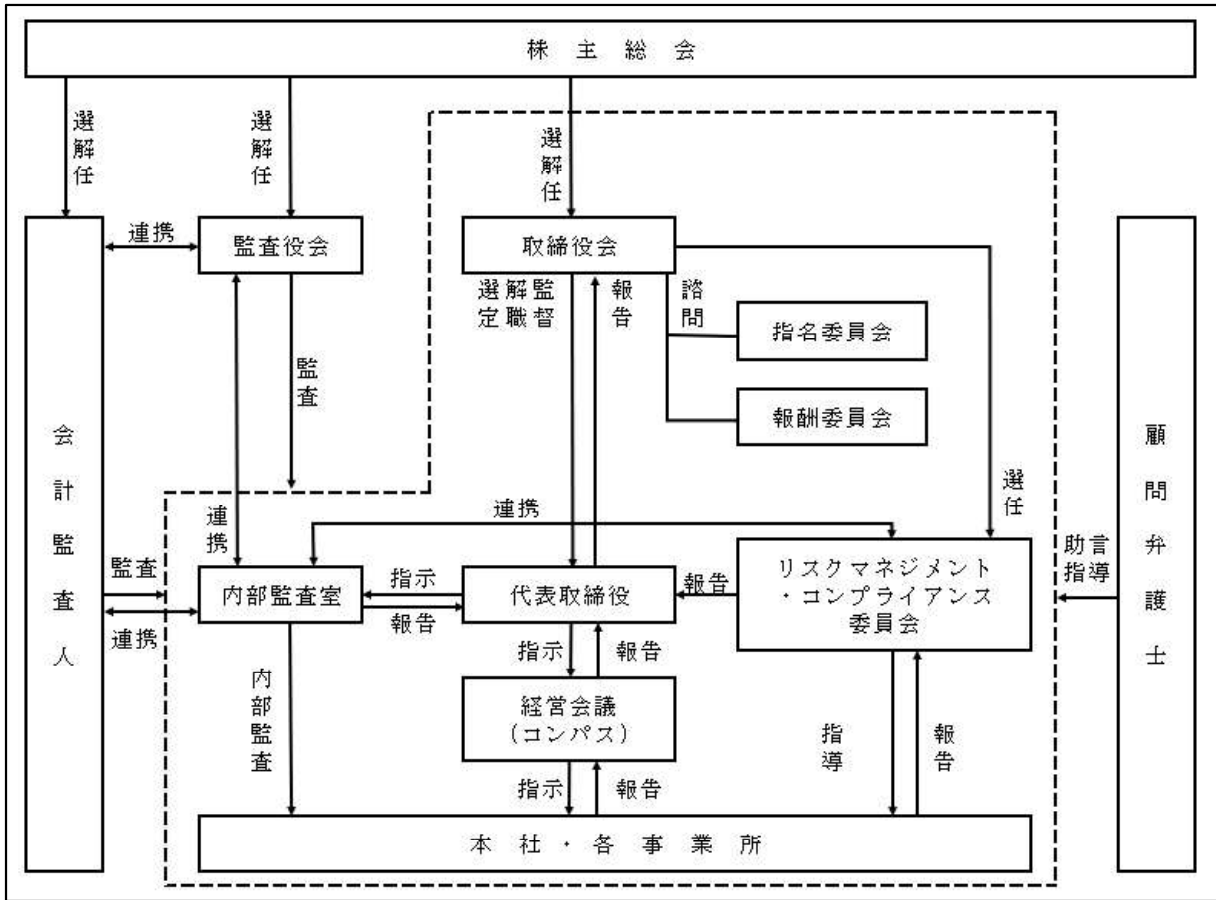 株主総会
選解任
選解任
選解任
連携
監査役会
取締役会
選解監
定職督
報告
諮問
指名委員会
報酬委員会
監査
会計監査人
顧問弁護士
選任
連携
連携
監査
連携
内部監査室
指示
報告
代表取締役
報告
リスクマネジメント
・コンプライアンス
委員会
助言
指導
指示
報告
経営会議
(コンパス)
内部監査
指導
報告
指示
報告
本社・各事業所